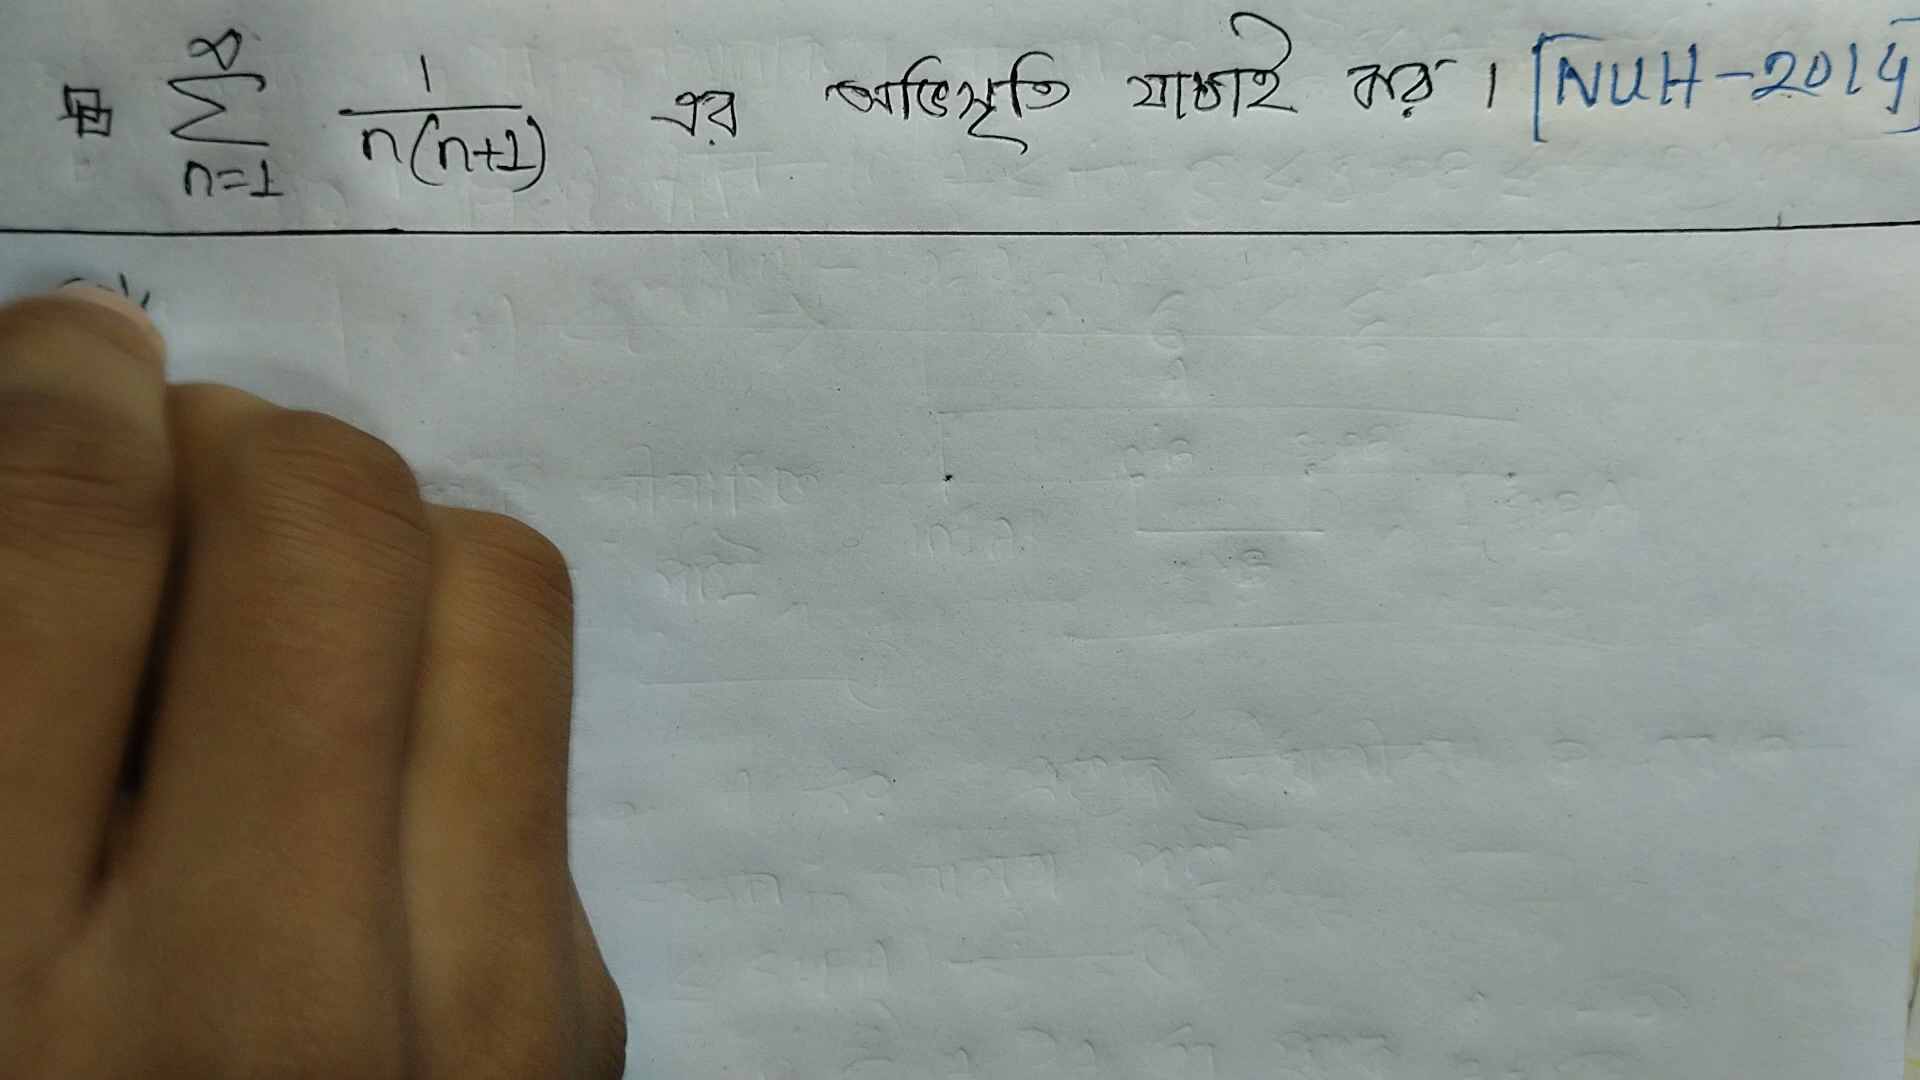 ∑_{n=1}^{∞} 1/n(n+1) এর অভিসৃতি যাচাই কর । [NUH-2014]